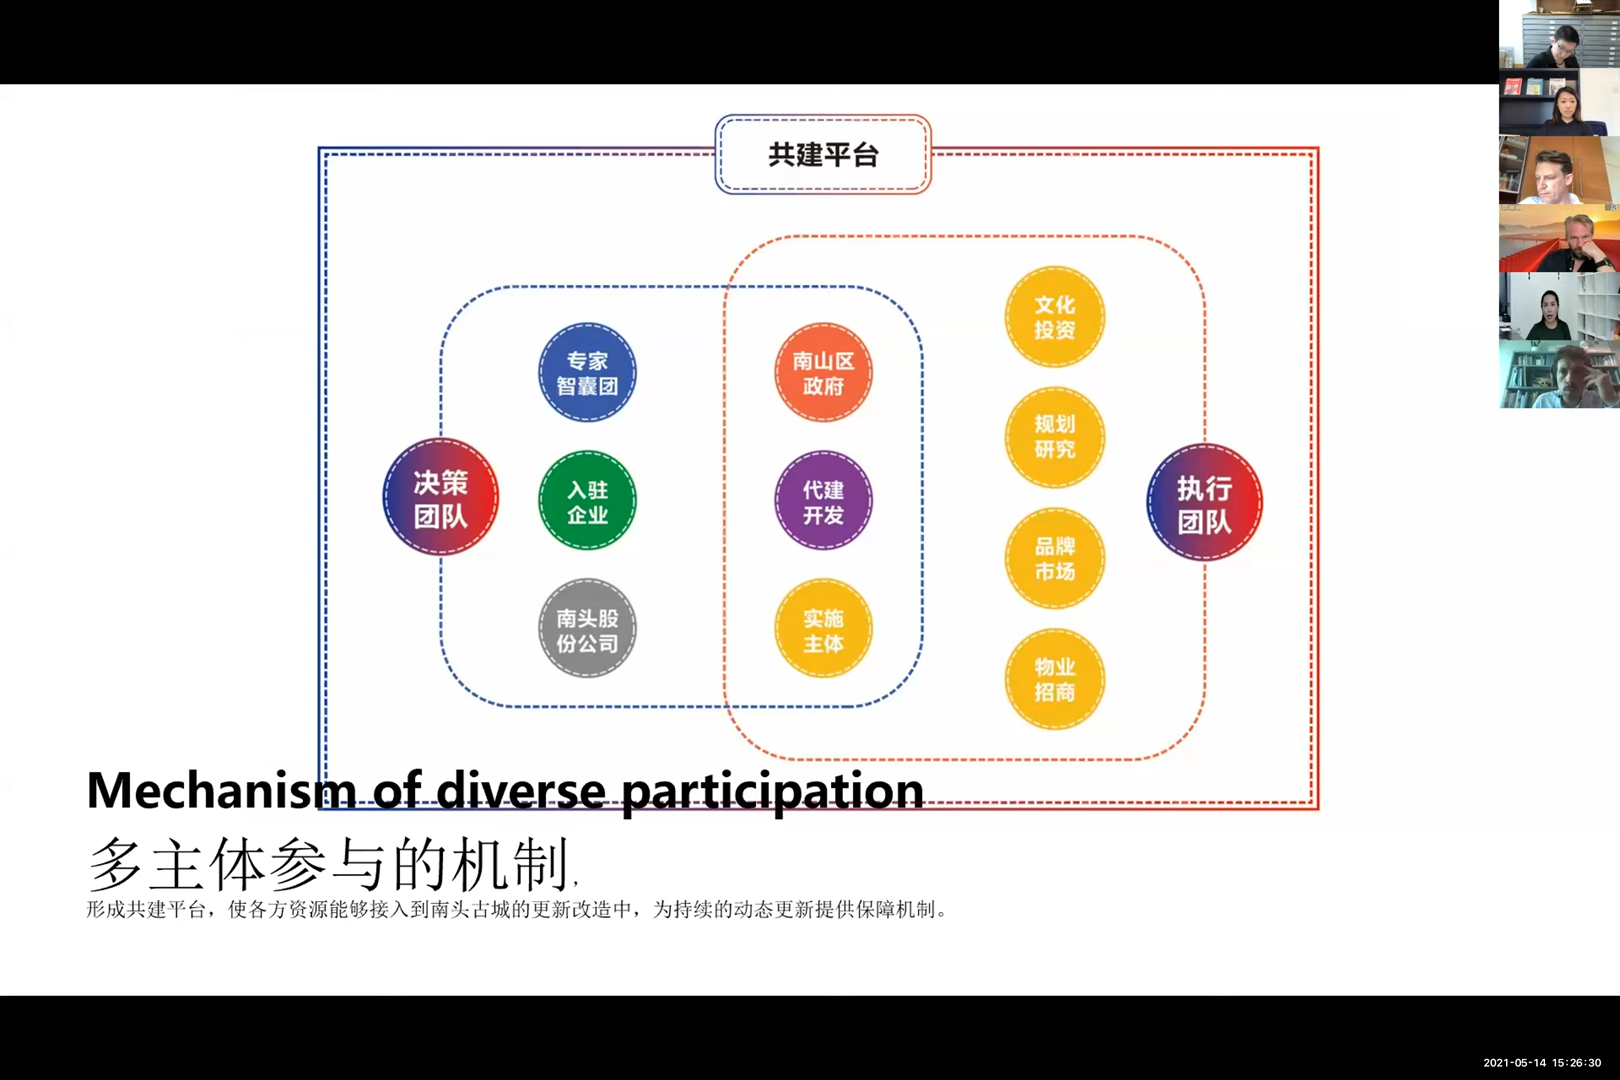 共建平台
决策
团队
专家
智囊团
入驻
企业
南头股
份公司
南山区
政府
代建
开发
实施
主体
文化
投资
规划
研究
品牌
市场
物业
招商
执行
团队
Mechanism of diverse participation
多主体参与的机制,
形成共建平台，使各方资源能够接入到南头古城的更新改造中，为持续的动态更新提供保障机制。
2021-05-14 15:26:30